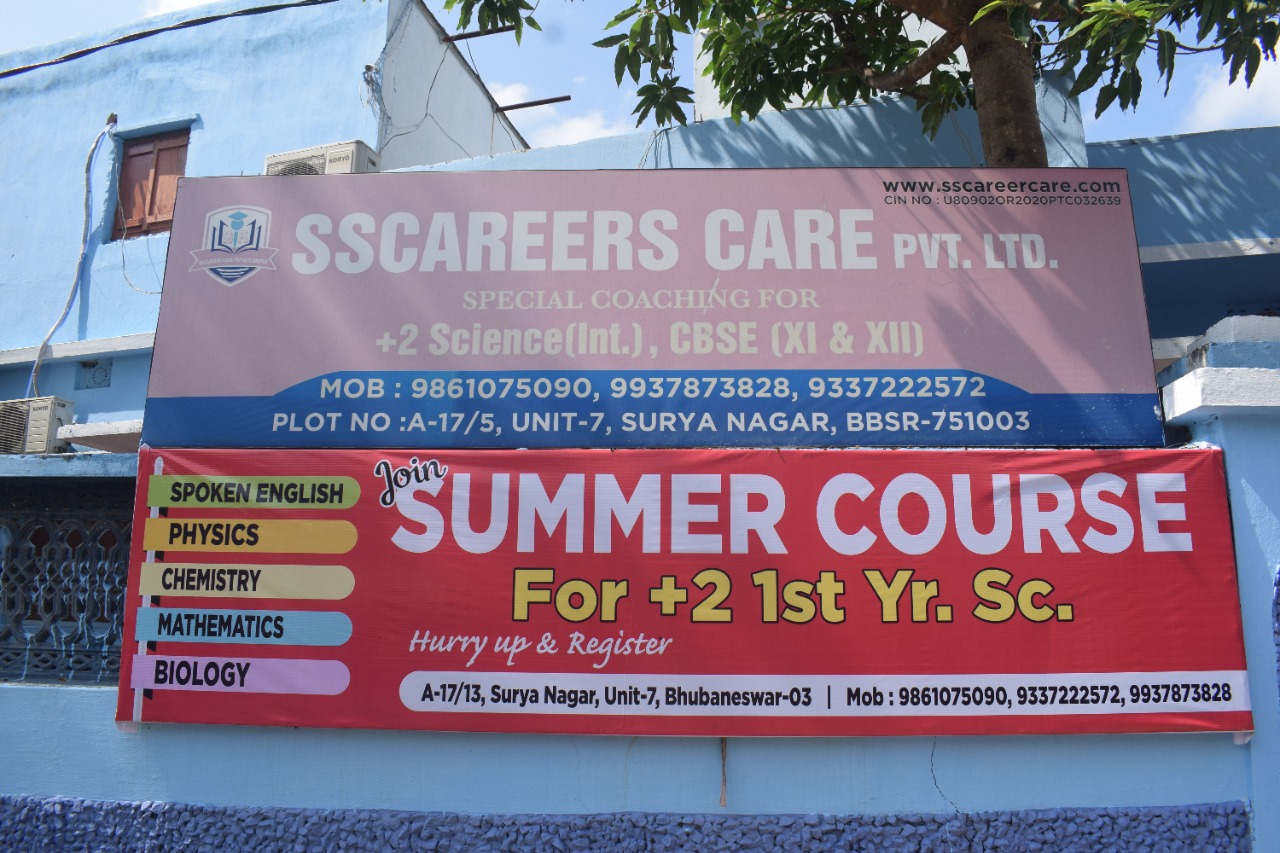 KORYO
www.sscareercare.com
CIN NO : U80902OR2020PTC032639
SSCAREERS CARE PVT. LTD.
SPECIAL COACHING FOR
+2 Science(Int.), CBSE (XI & XII)
MOB : 9861075090, 9937873828, 9337222572
PLOT NO :A-17/5, UNIT-7, SURYA NAGAR, BBSR-751003
Join
SUMMER COURSE
For +2 1st Yr. Sc.
Hurry up & Register
SPOKEN ENGLISH
PHYSICS
CHEMISTRY
MATHEMATICS
BIOLOGY
A-17/13, Surya Nagar, Unit-7, Bhubaneswar-03 | Mob : 9861075090, 9337222572, 9937873828